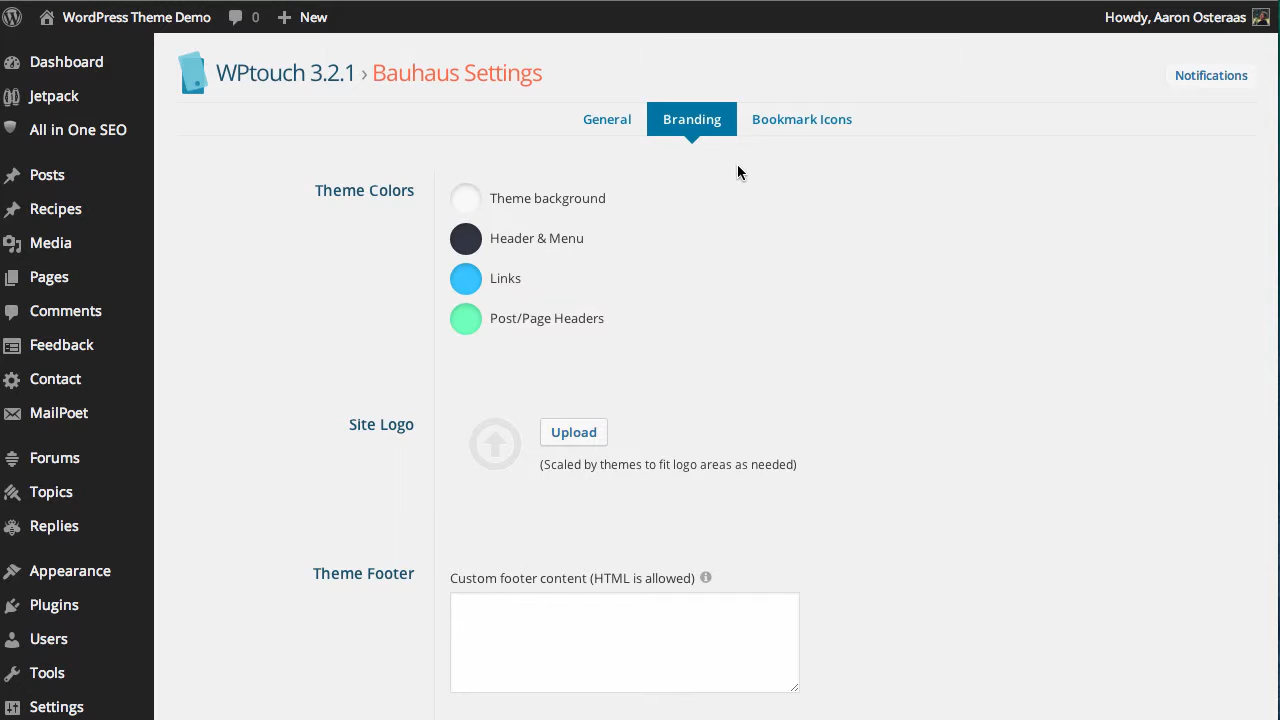 WordPress Theme Demo 0 New Howdy, Aaron Osteraas
Dashboard
Jetpack
All in One SEO
Posts
Recipes
Media
Pages
Comments
Feedback
Contact
MailPoet
Forums
Topics
Replies
Appearance
Plugins
Users
Tools
Settings
WPtouch 3.2.1 › Bauhaus Settings
Notifications
General Branding Bookmark Icons
Theme Colors
Theme background
Header & Menu
Links
Post/Page Headers
Site Logo
Upload
(Scaled by themes to fit logo areas as needed)
Theme Footer
Custom footer content (HTML is allowed)